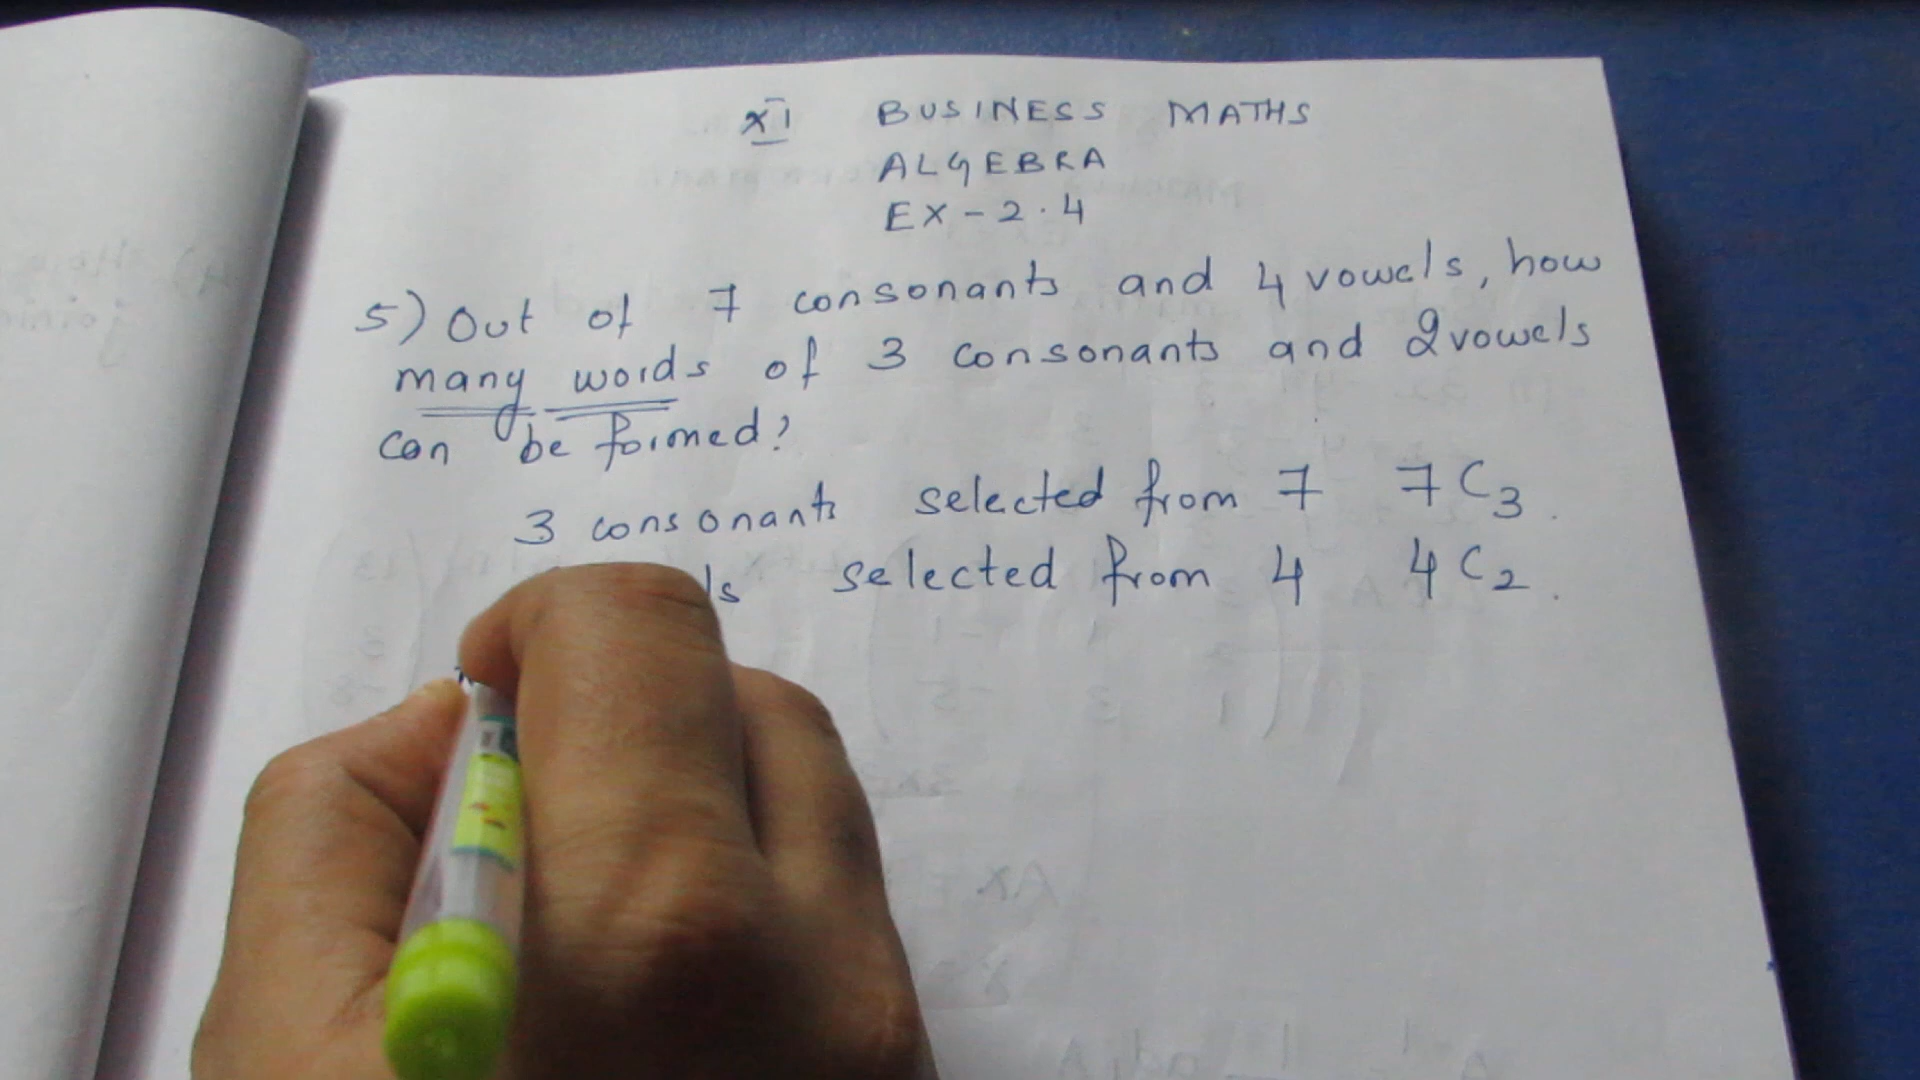 XI BUSINESS MATHS
ALGEBRA
EX - 2.4
5) Out of 7 consonants and 4 vowels, how
many words of 3 consonants and 2 vowels
can be formed?
3 consonants selected from 7 7C3.
selected from 4 4C2.